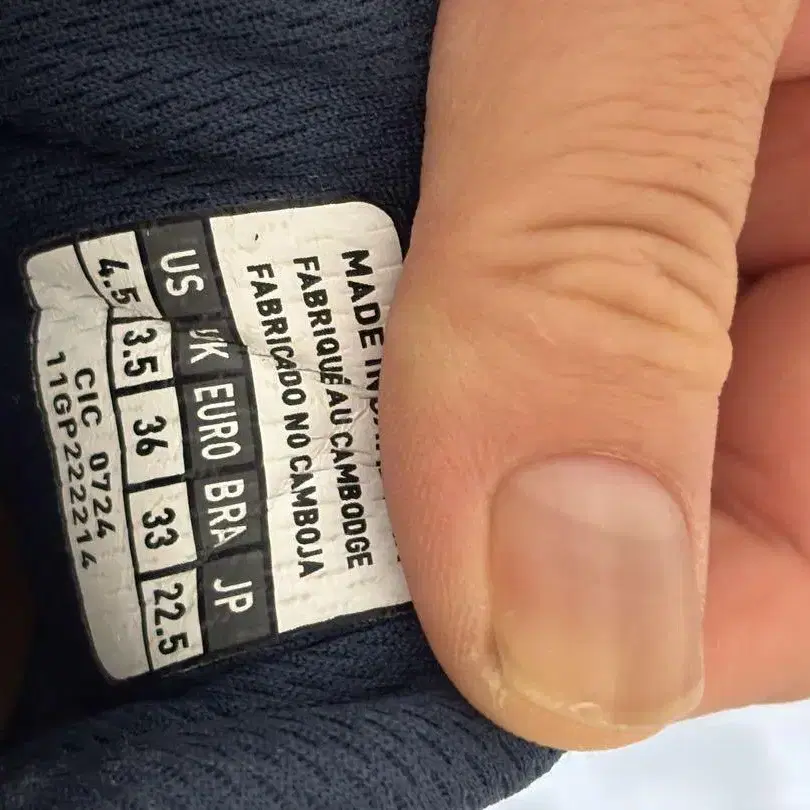 MADE IN
FABRIQUÉ AU CAMBODGE
FABRICADO NO CAMBOJA
US UK EURO BRA JP
4.5 3.5 36 33 22.5
CIC 0724
11GP222214